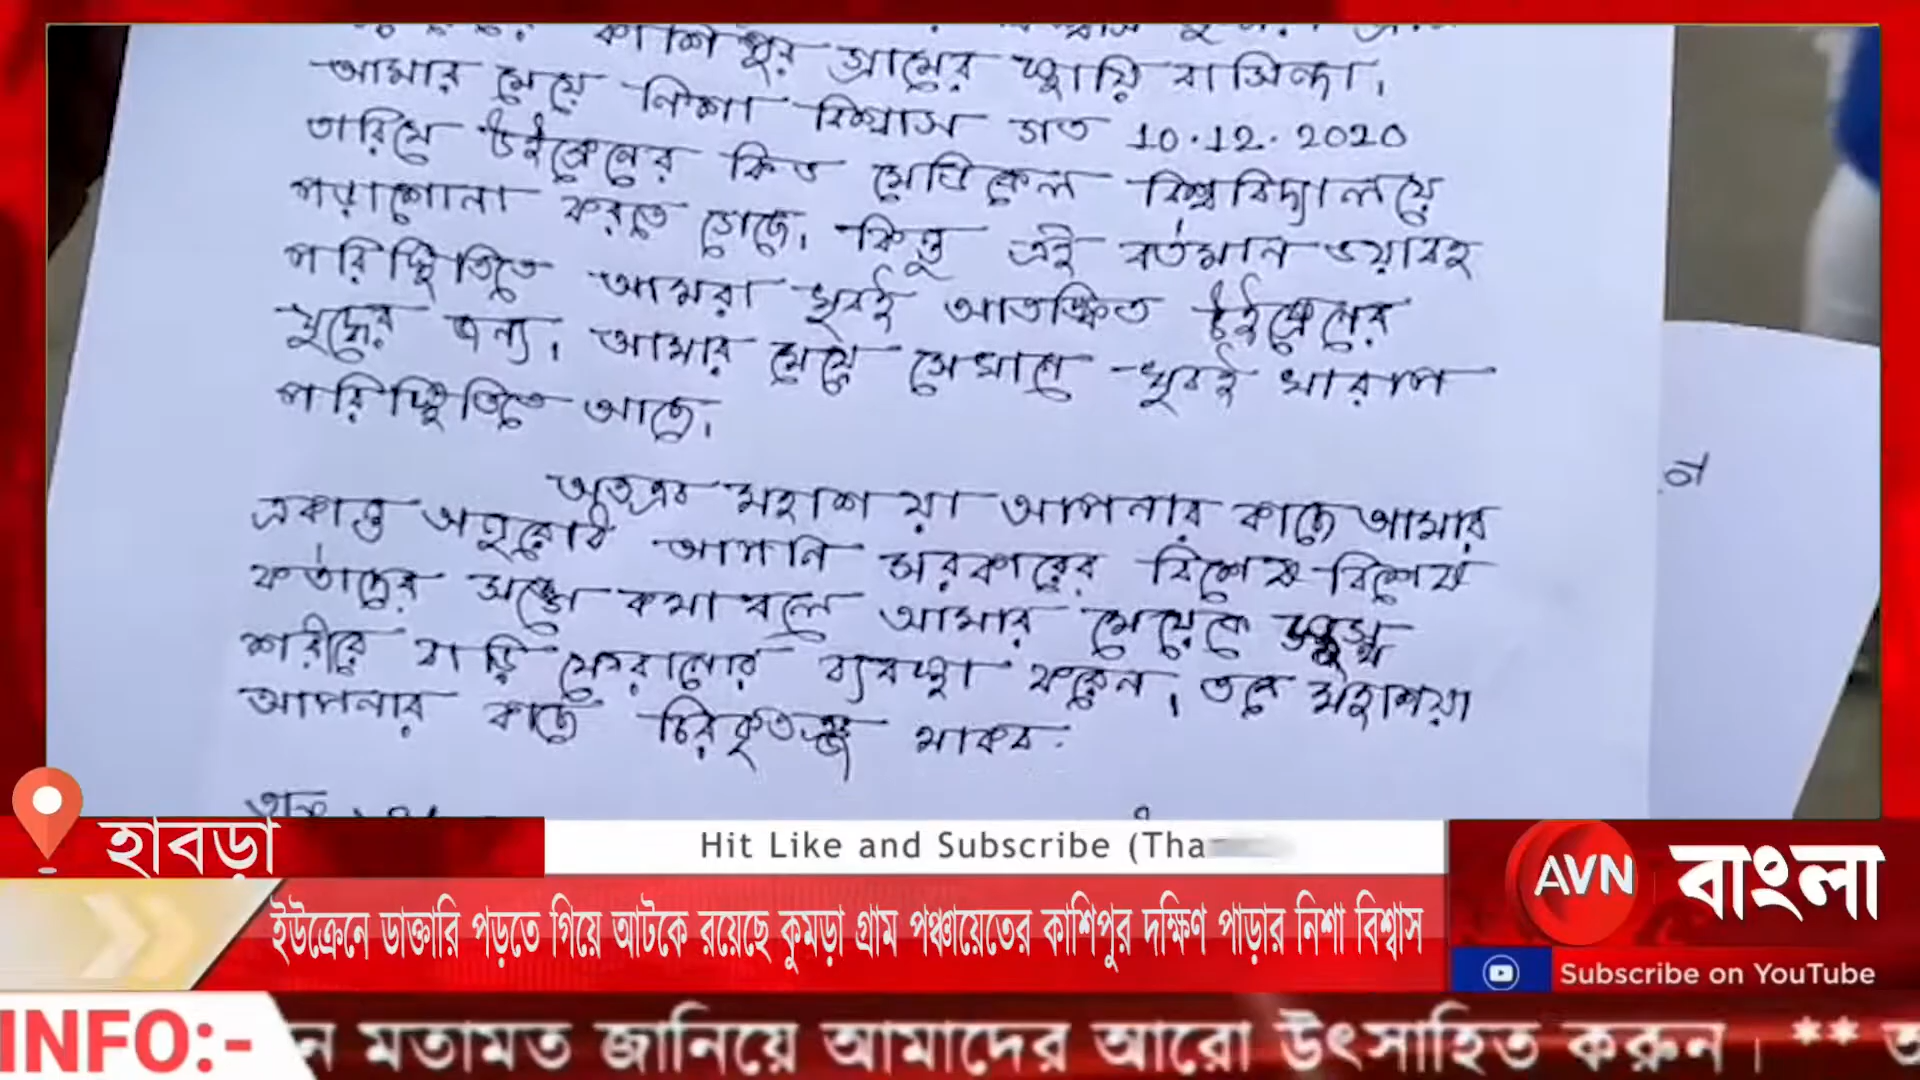 কাশিপুর গ্রামের স্থায়ি বাসিন্দা।
আমার মেয়ে নিশা বিশ্বাস গত 10.12.2020
তারিখে ইউক্রেনের কিভ মেডিকেল বিশ্ববিদ্যালয়ে
পড়াশোনা করতে গেছে। কিন্তু এই বর্তমান ভয়াবহ
পরিস্থিতিতে আমরা খুবই আতঙ্কিত ইউক্রেনের
যুদ্ধের জন্য। আমার মেয়ে সেখানে খুবই খারাপ
পরিস্থিতিতে আছে।
অতএব মহাশয়া আপনার কাছে আমার
একান্ত অনুরোধ আপনি সরকারের বিশেষ-বিশেষ
কর্তাদের সঙ্গে কথা বলে আমার মেয়েকে সুস্থ
শরীরে বাড়ি ফেরানোর ব্যবস্থা করেন। তবে মহাশয়া
আপনার কাছে চিরকৃতজ্ঞ থাকব.
ন
হাবড়া
Hit Like and Subscribe (Tha
ইউক্রেনে ডাক্তারি পড়তে গিয়ে আটকে রয়েছে কুমড়া গ্রাম পঞ্চায়েতের কাশিপুর দক্ষিণ পাড়ার নিশা বিশ্বাস
AVN বাংলা
Subscribe on YouTube
INFO:- ন মতামত জানিয়ে আমাদের আরো উৎসাহিত করুন। ** ত